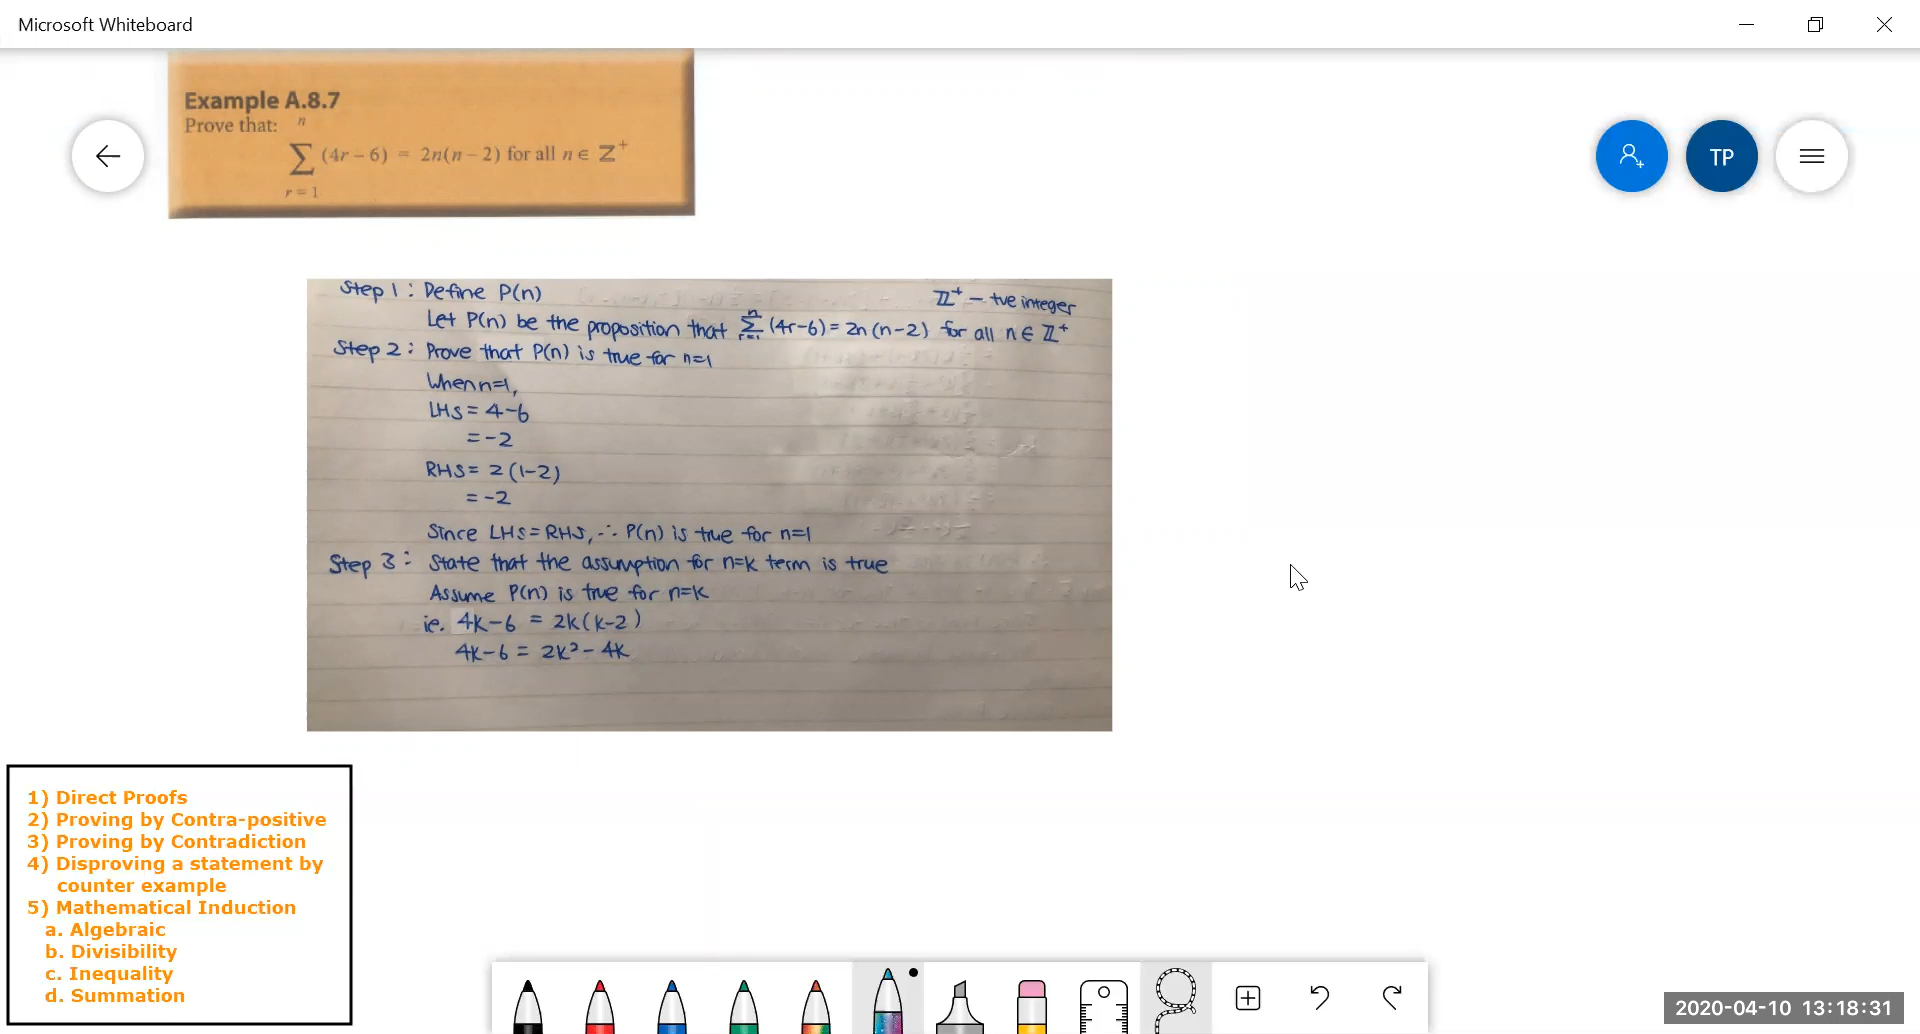 Microsoft Whiteboard
Example A.8.7
Prove that:
n
∑ (4r – 6) = 2n(n – 2) for all n ∈ ℤ⁺
r = 1
TP
Step 1 : Define P(n)
ℤ⁺ – +ve integer
Let P(n) be the proposition that ∑ⁿᵣ₌₁ (4r-6) = 2n (n-2) for all n ∈ ℤ⁺
Step 2 : Prove that P(n) is true for n=1
When n=1,
LHS = 4-6
= -2
RHS = 2 (1-2)
= -2
Since LHS = RHS, ∴ P(n) is true for n=1
Step 3 : State that the assumption for n=k term is true
Assume P(n) is true for n=k
ie. 4k-6 = 2k(k-2)
4k-6 = 2k² - 4k
1) Direct Proofs
2) Proving by Contra-positive
3) Proving by Contradiction
4) Disproving a statement by
counter example
5) Mathematical Induction
a. Algebraic
b. Divisibility
c. Inequality
d. Summation
2020-04-10 13:18:31